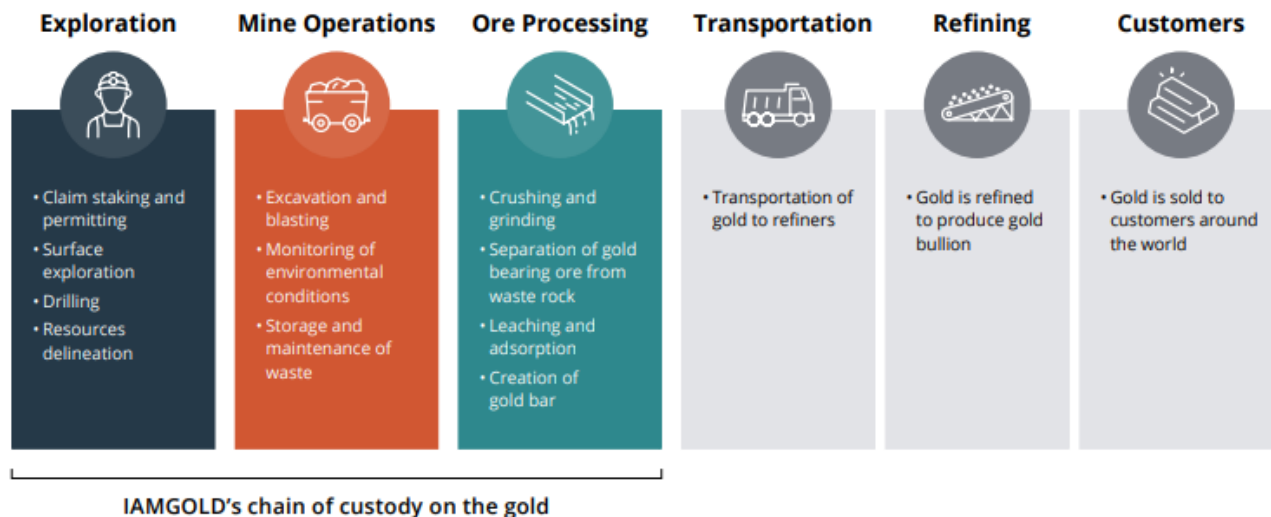 Exploration
• Claim staking and
permitting
• Surface
exploration
• Drilling
• Resources
delineation
Mine Operations
• Excavation and
blasting
• Monitoring of
environmental
conditions
• Storage and
maintenance of
waste
Ore Processing
• Crushing and
grinding
• Separation of gold
bearing ore from
waste rock
• Leaching and
adsorption
• Creation of
gold bar
Transportation
• Transportation of
gold to refiners
Refining
• Gold is refined
to produce gold
bullion
Customers
• Gold is sold to
customers around
the world
IAMGOLD’s chain of custody on the gold